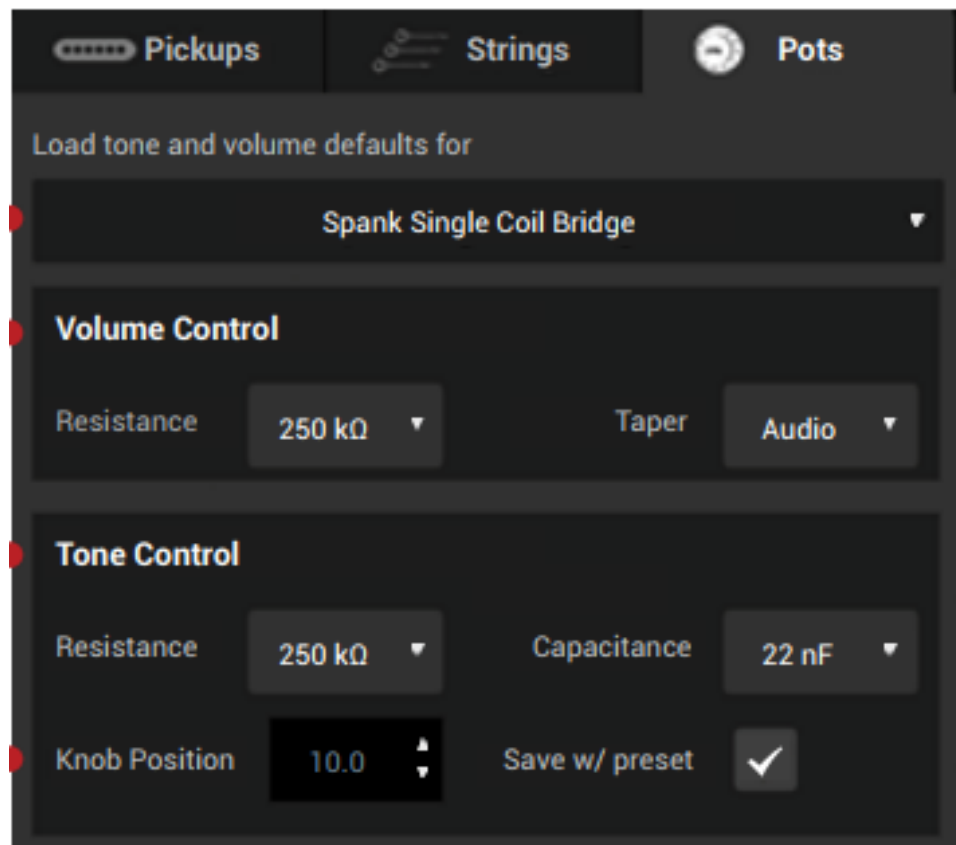 Pickups Strings Pots
Load tone and volume defaults for
Spank Single Coil Bridge
Volume Control
Resistance 250 kΩ Taper Audio
Tone Control
Resistance 250 kΩ Capacitance 22 nF
Knob Position 10.0 Save w/ preset